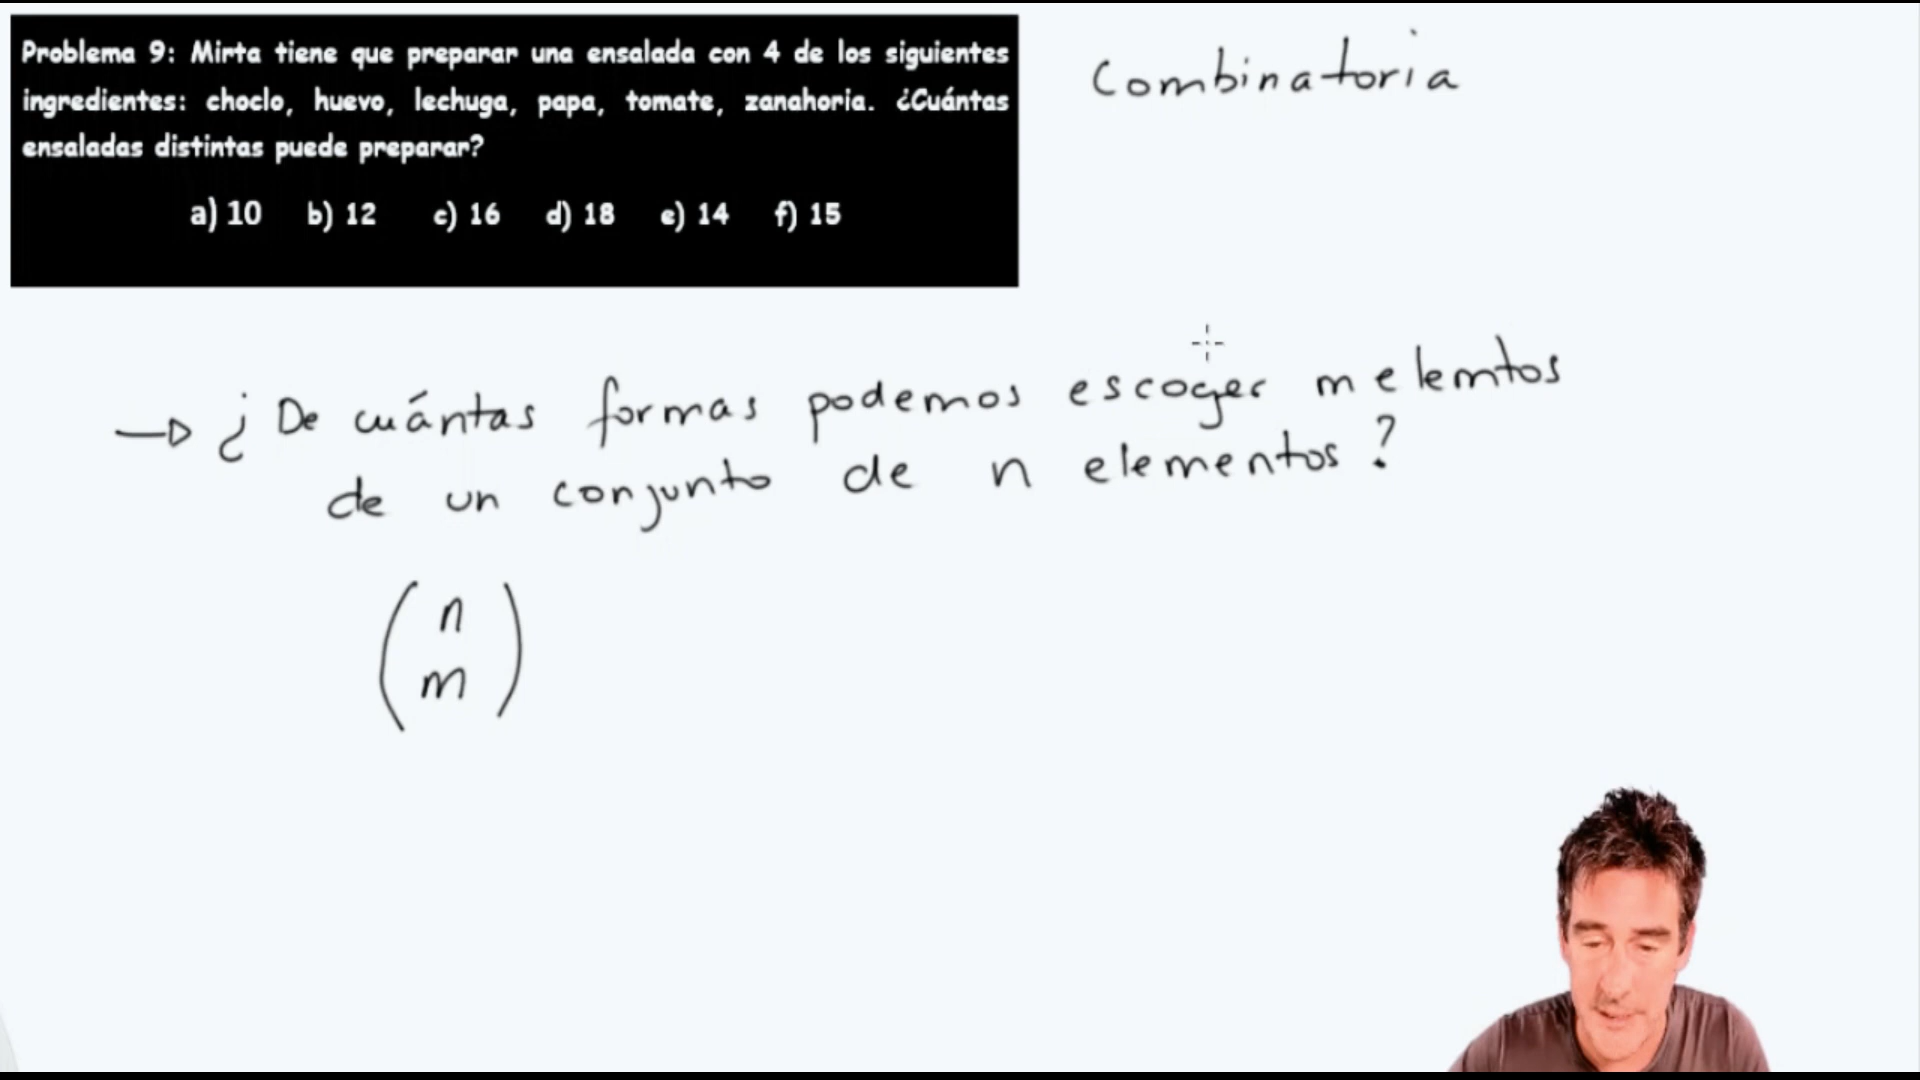 Problema 9: Mirta tiene que preparar una ensalada con 4 de los siguientes
ingredientes: choclo, huevo, lechuga, papa, tomate, zanahoria. ¿Cuántas
ensaladas distintas puede preparar?
a) 10 b) 12 c) 16 d) 18 e) 14 f) 15
Combinatoria
→ ¿De cuántas formas podemos escoger m elemtos
de un conjunto de n elementos?
(n
m)